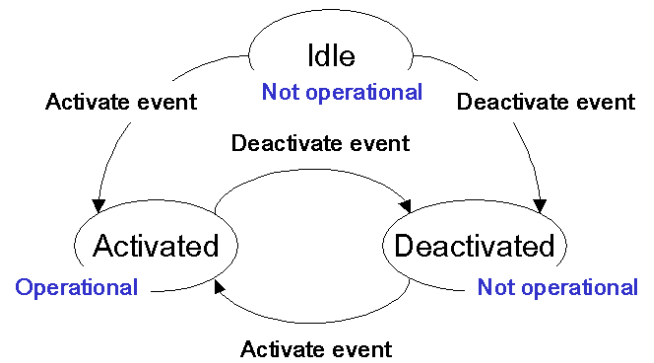 Idle
Not operational
Activate event
Deactivate event
Deactivate event
Activated
Deactivated
Operational
Not operational
Activate event